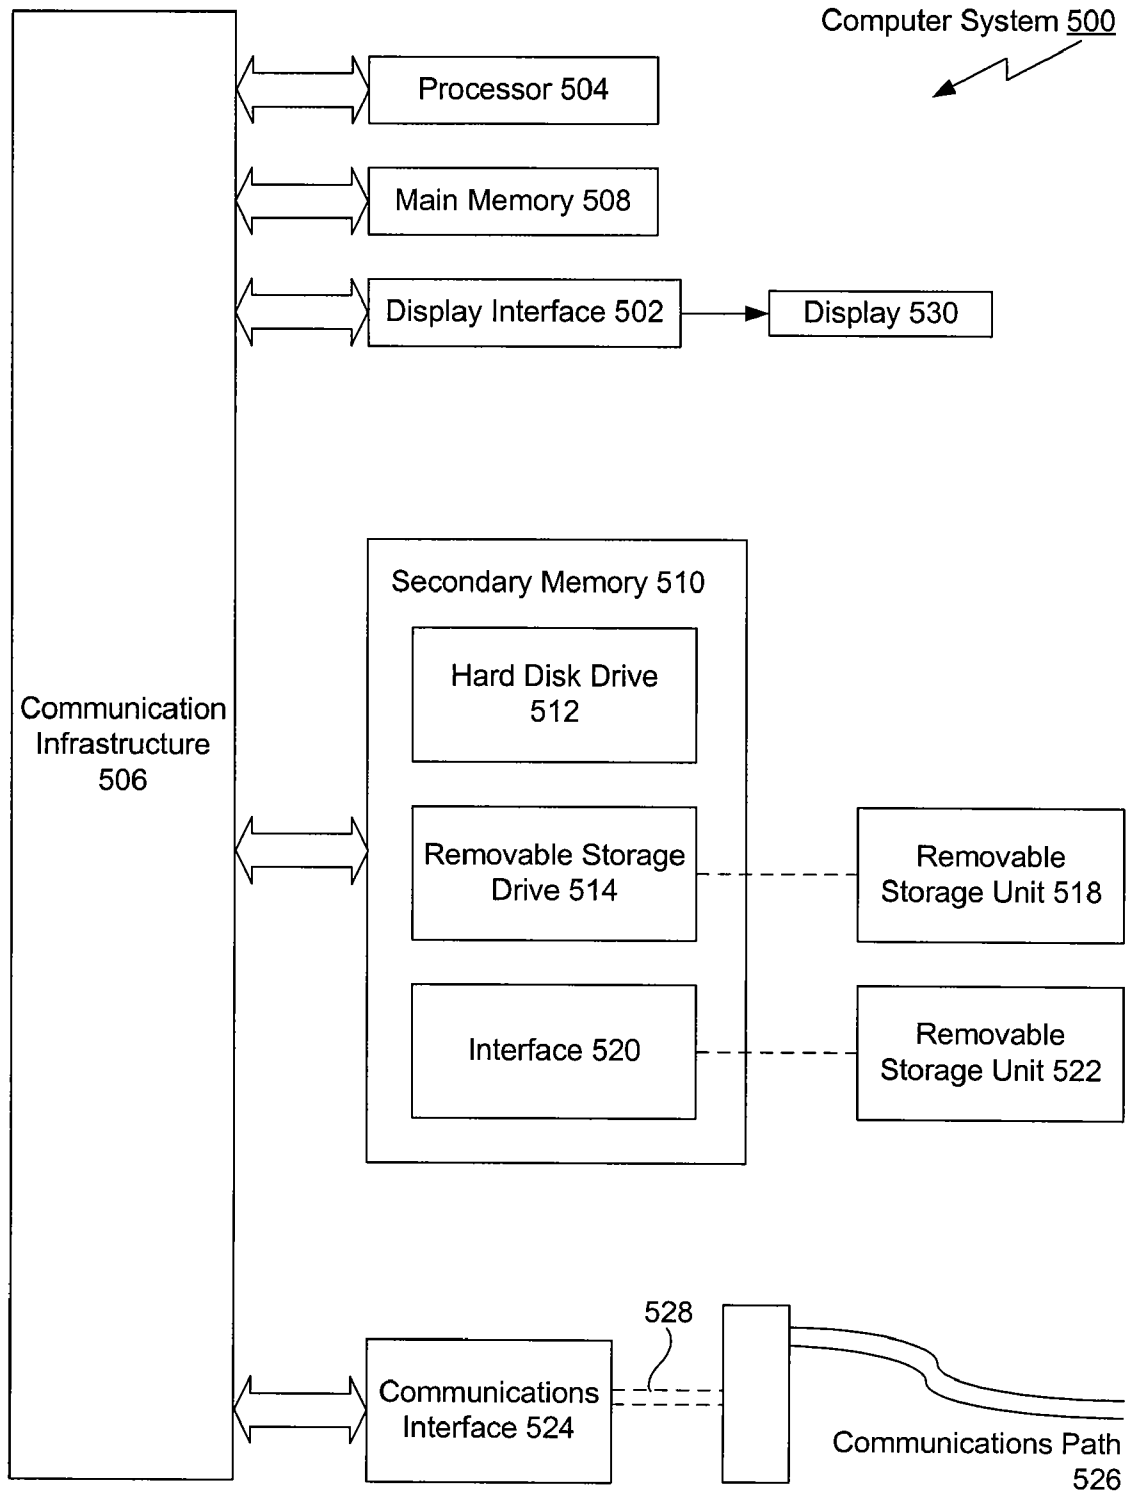 Computer System 500
Processor 504
Main Memory 508
Display Interface 502
Display 530
Secondary Memory 510
Hard Disk Drive
512
Communication
Infrastructure
506
Removable Storage
Drive 514
Removable
Storage Unit 518
Interface 520
Removable
Storage Unit 522
528
Communications
Interface 524
Communications Path
526